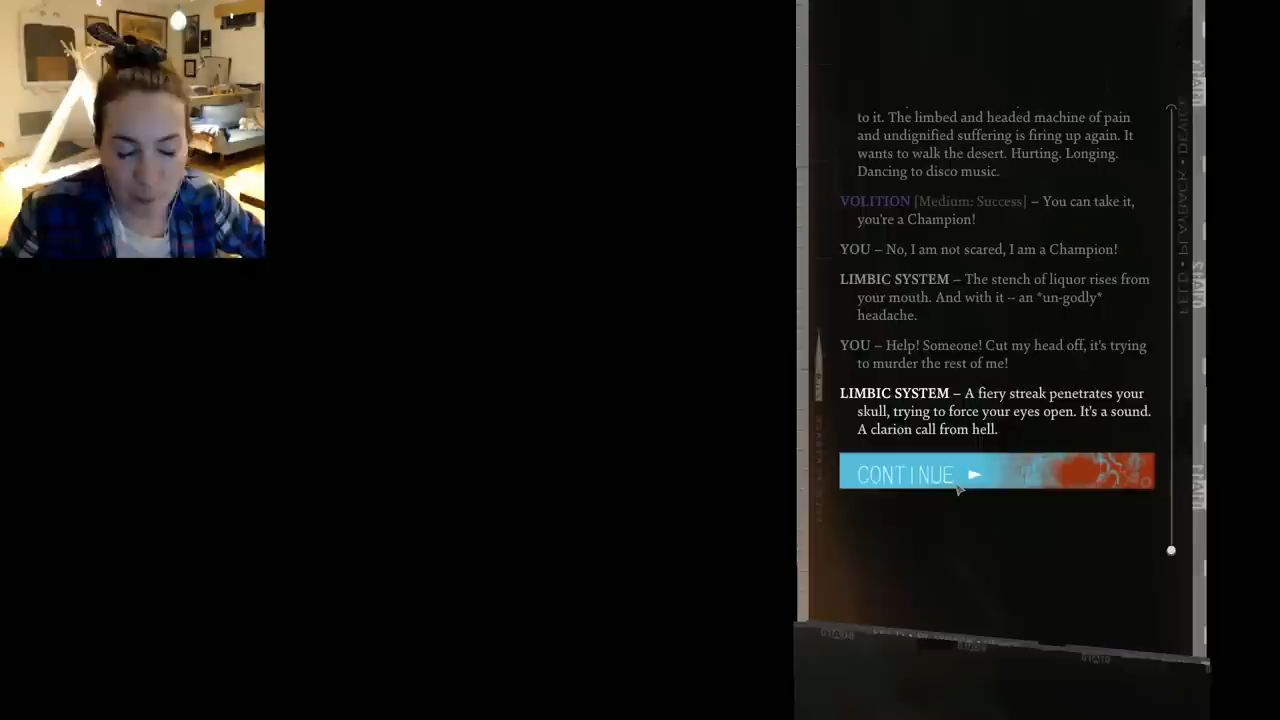 to it. The limbed and headed machine of pain
and undignified suffering is firing up again. It
wants to walk the desert. Hurting. Longing.
Dancing to disco music.
VOLITION [Medium: Success] – You can take it,
you're a Champion!
YOU – No, I am not scared, I am a Champion!
LIMBIC SYSTEM – The stench of liquor rises from
your mouth. And with it -- an *un-godly*
headache.
YOU – Help! Someone! Cut my head off, it's trying
to murder the rest of me!
LIMBIC SYSTEM – A fiery streak penetrates your
skull, trying to force your eyes open. It's a sound.
A clarion call from hell.
CONTINUE